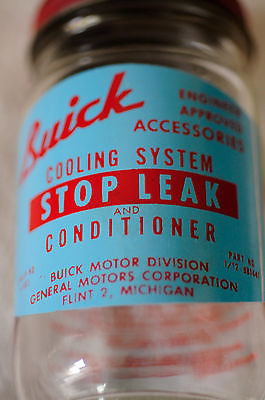 Buick
ENGINEER
APPROVED
ACCESSORIES
COOLING SYSTEM
STOP LEAK
AND
CONDITIONER
BUICK MOTOR DIVISION
GENERAL MOTORS CORPORATION
FLINT 2, MICHIGAN
PART NO